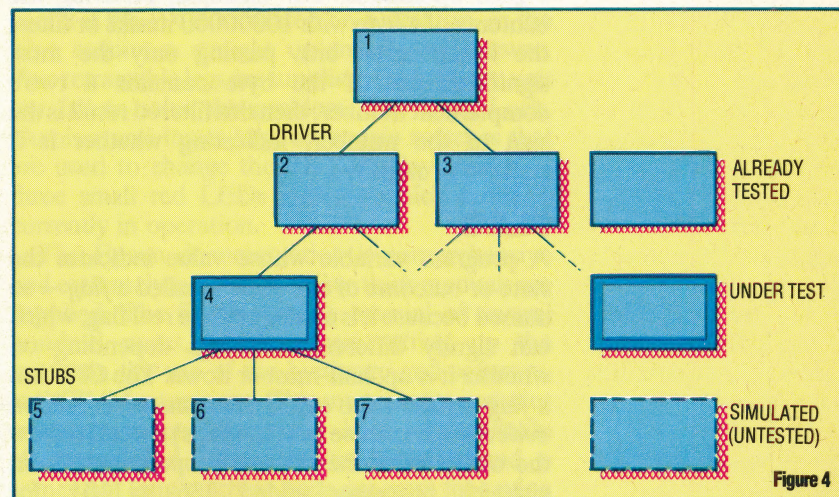 1
DRIVER
2
3
ALREADY
TESTED
4
UNDER TEST
STUBS
5
6
7
SIMULATED
(UNTESTED)
Figure 4